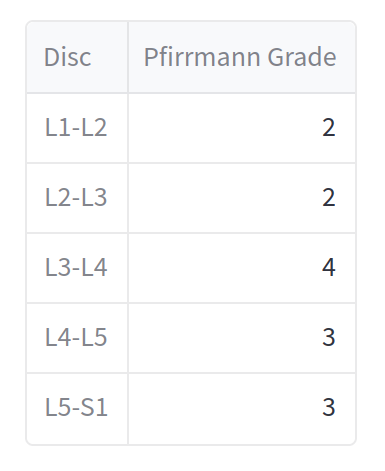 Disc Pfirrmann Grade
L1-L2 2
L2-L3 2
L3-L4 4
L4-L5 3
L5-S1 3